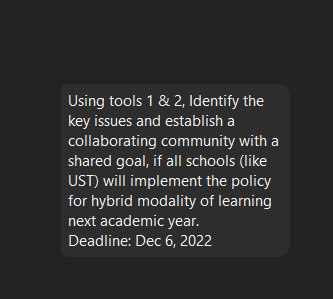 Using tools 1 & 2, Identify the
key issues and establish a
collaborating community with a
shared goal, if all schools (like
UST) will implement the policy
for hybrid modality of learning
next academic year.
Deadline: Dec 6, 2022